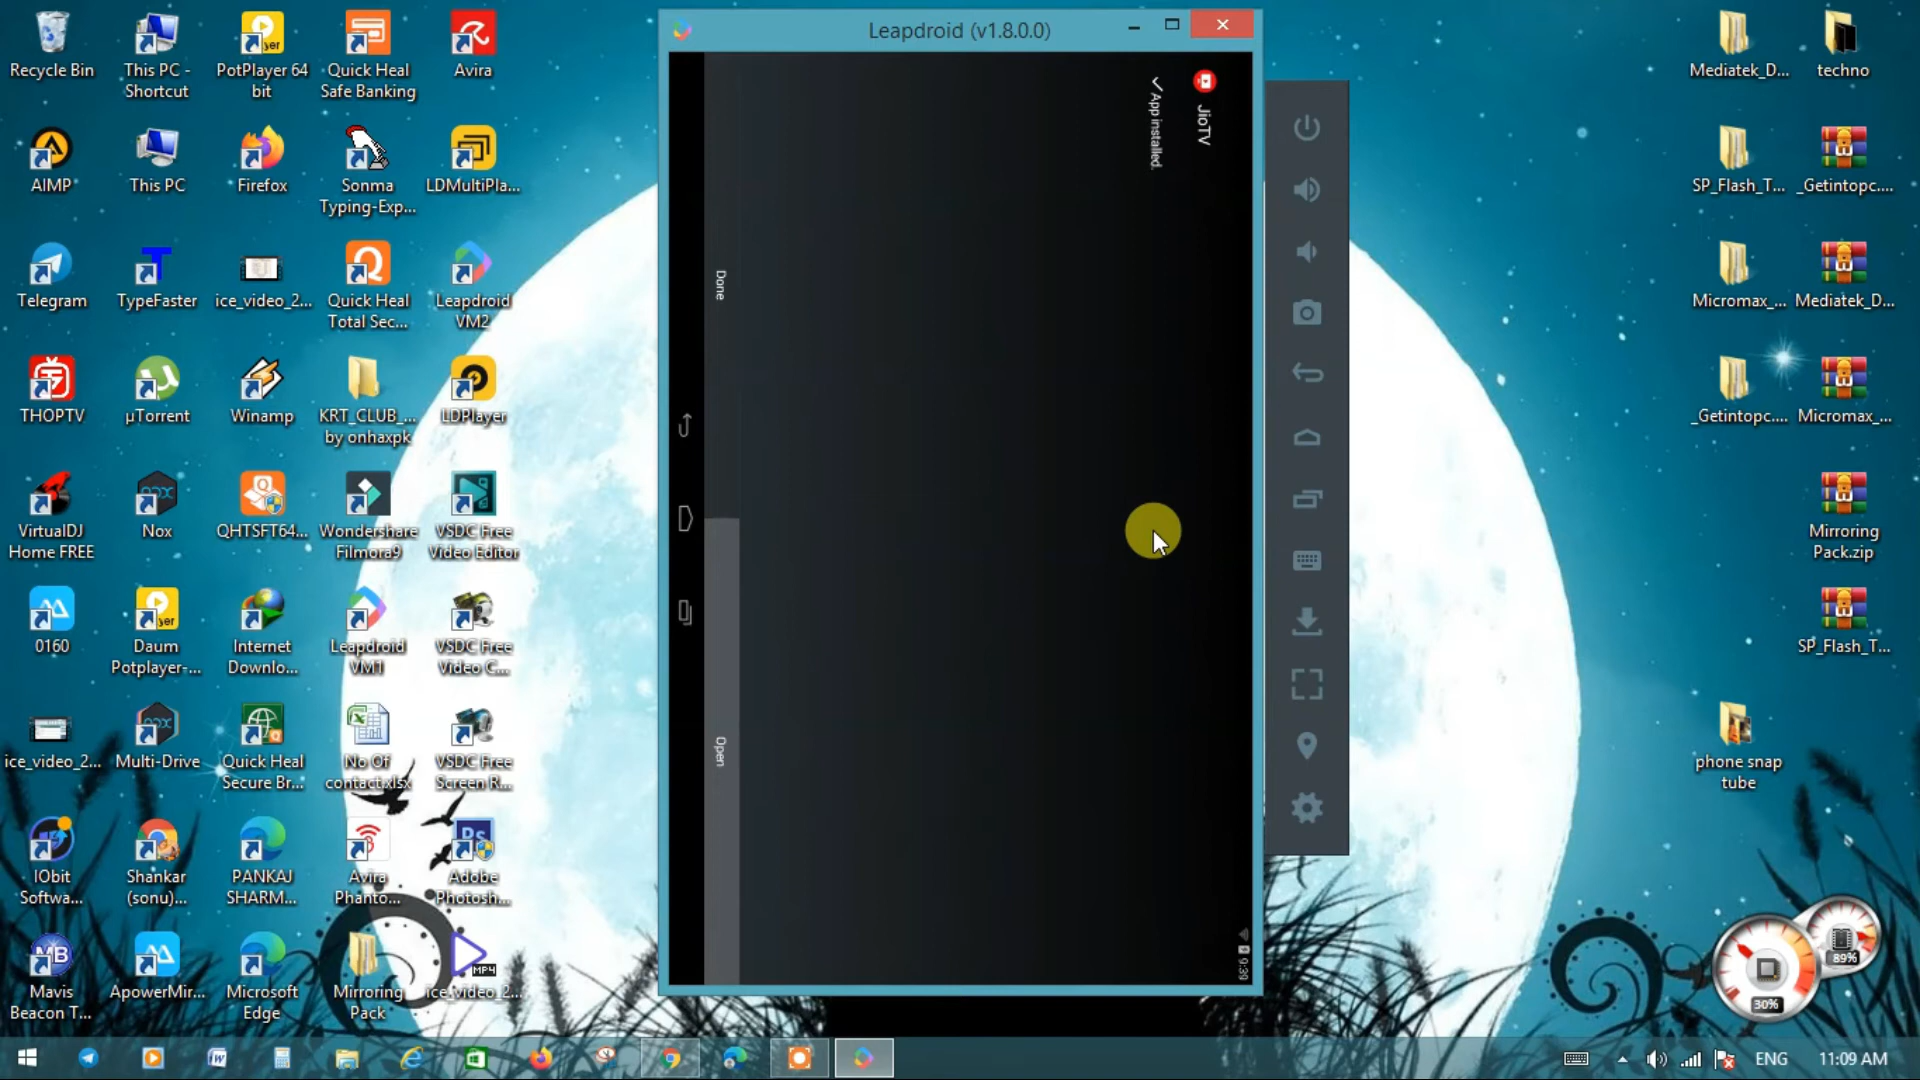 Recycle Bin
This PC -
Shortcut
PotPlayer 64
bit
Quick Heal
Safe Banking
Avira
AIMP
This PC
Firefox
Sonma
Typing-Exp...
LDMultiPla...
Telegram
TypeFaster
ice_video_2...
Quick Heal
Total Sec...
Leapdroid
VM2
THOPTV
µTorrent
Winamp
KRT_CLUB_...
by onhaxpk
LDPlayer
VirtualDJ
Home FREE
Nox
QHTSFT64...
Wondershare
Filmora9
VSDC Free
Video Editor
0160
Daum
Potplayer-...
Internet
Downlo...
Leapdroid
VM1
VSDC Free
Video C...
ice_video_2...
Multi-Drive
Quick Heal
Secure Br...
No Of
contact.xlsx
VSDC Free
Screen R...
IObit
Softwa...
Shankar
(sonu)...
PANKAJ
SHARM...
Avira
Phanto...
Adobe
Photosh...
Mavis
Beacon T...
ApowerMir...
Microsoft
Edge
Mirroring
Pack
MP4
ice_video_2...
Leapdroid (v1.8.0.0)
JioTV
App installed.
Done
Open
9:39
Mediatek_D...
techno
SP_Flash_T...
_Getintopc....
Micromax_...
Mediatek_D...
_Getintopc....
Micromax_...
Mirroring
Pack.zip
SP_Flash_T...
phone snap
tube
30%
89%
ENG
11:09 AM